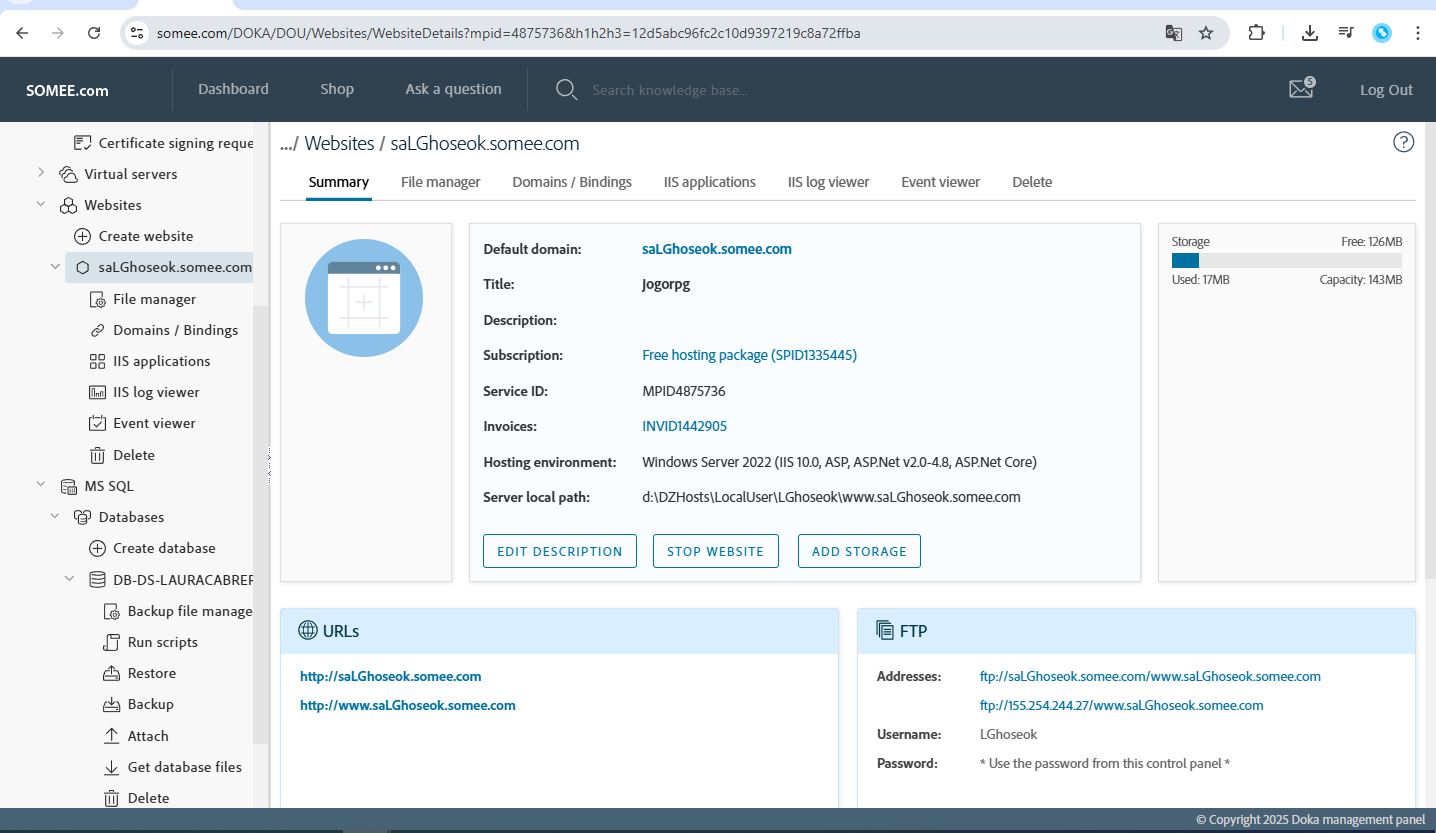 somee.com/DOKA/DOU/Websites/WebsiteDetails?mpid=4875736&h1h2h3=12d5abc96fc2c10d9397219c8a72ffba
SOMEE.com
Dashboard
Shop
Ask a question
Search knowledge base...
5
Log Out
Certificate signing reque
Virtual servers
Websites
Create website
saLGhoseok.somee.com
File manager
Domains / Bindings
IIS applications
IIS log viewer
Event viewer
Delete
MS SQL
Databases
Create database
DB-DS-LAURACABRER
Backup file manage
Run scripts
Restore
Backup
Attach
Get database files
Delete
.../ Websites / saLGhoseok.somee.com
Summary
File manager
Domains / Bindings
IIS applications
IIS log viewer
Event viewer
Delete
Default domain: saLGhoseok.somee.com
Title: Jogorpg
Description:
Subscription: Free hosting package (SPID1335445)
Service ID: MPID4875736
Invoices: INVID1442905
Hosting environment: Windows Server 2022 (IIS 10.0, ASP, ASP.Net v2.0-4.8, ASP.Net Core)
Server local path: d:\DZHosts\LocalUser\LGhoseok\www.saLGhoseok.somee.com
EDIT DESCRIPTION
STOP WEBSITE
ADD STORAGE
Storage Free: 126MB
Used: 17MB Capacity: 143MB
URLs
http://saLGhoseok.somee.com
http://www.saLGhoseok.somee.com
FTP
Addresses: ftp://saLGhoseok.somee.com/www.saLGhoseok.somee.com
ftp://155.254.244.27/www.saLGhoseok.somee.com
Username: LGhoseok
Password: * Use the password from this control panel *
© Copyright 2025 Doka management panel